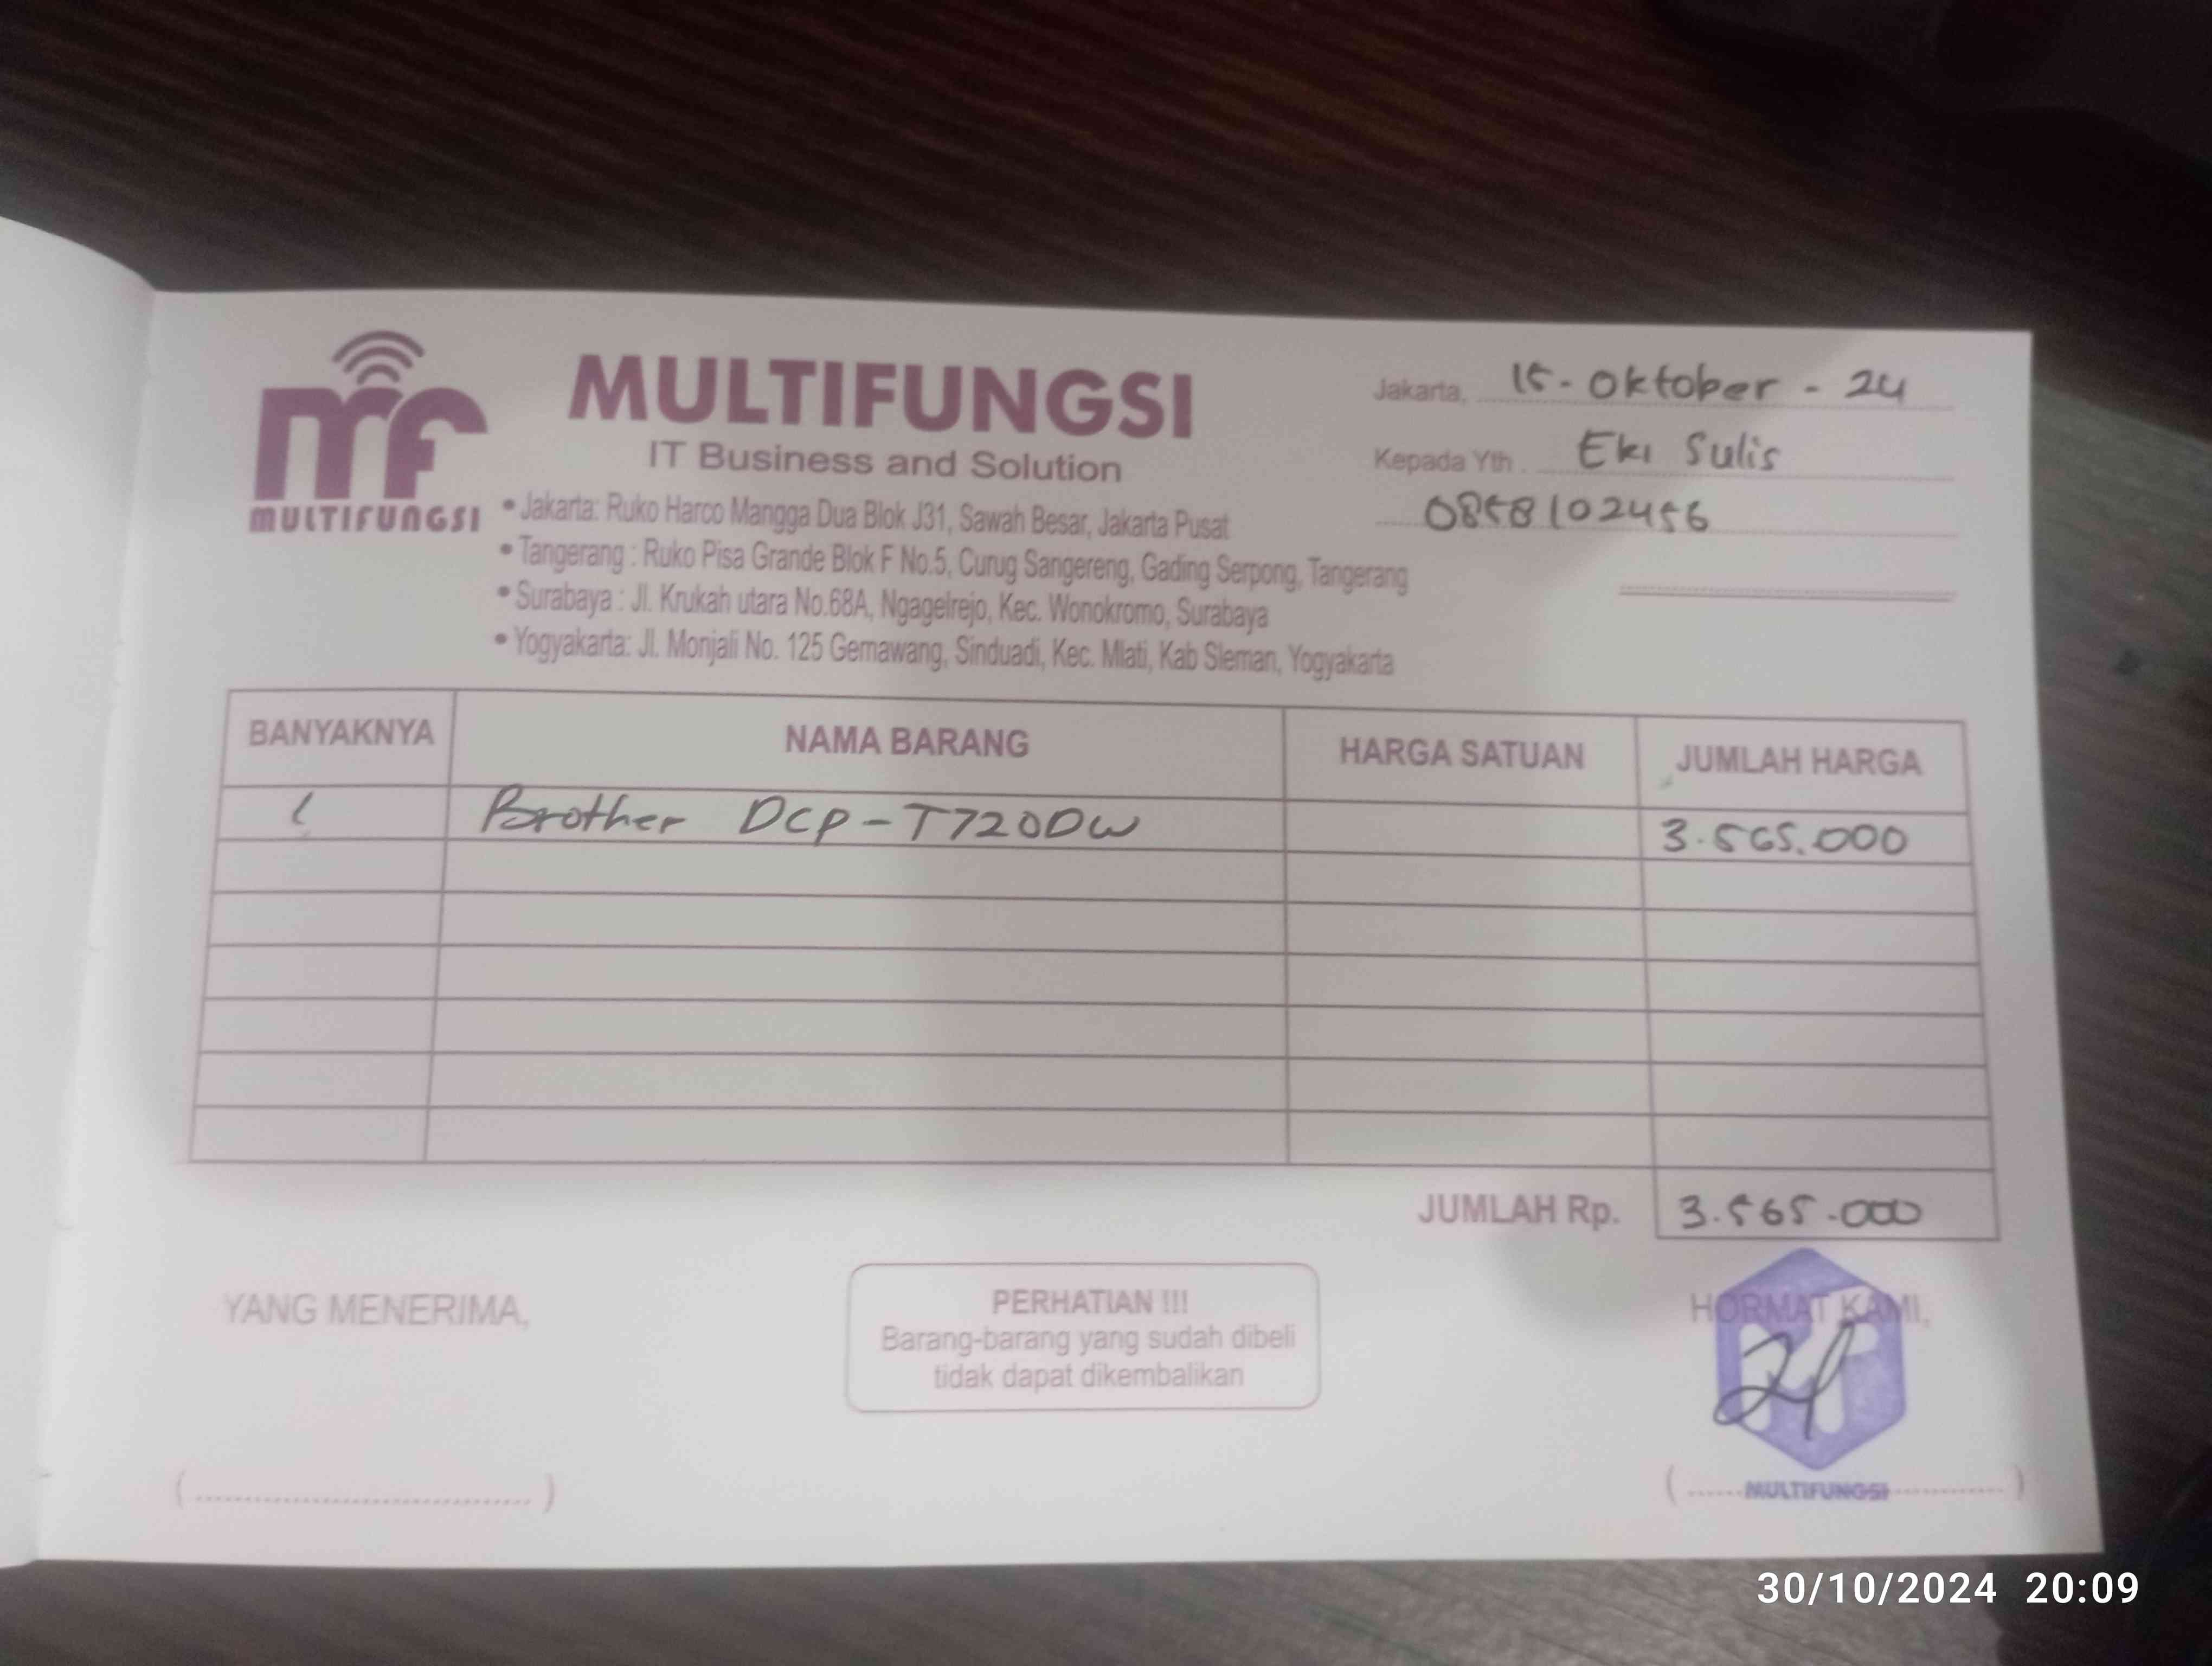 MULTIFUNGSI
IT Business and Solution
mf
MULTIFUNGSI
• Jakarta: Ruko Harco Mangga Dua Blok J31, Sawah Besar, Jakarta Pusat
• Tangerang : Ruko Pisa Grande Blok F No.5, Curug Sangereng, Gading Serpong, Tangerang
• Surabaya : Jl. Krukah utara No.68A, Ngagelrejo, Kec. Wonokromo, Surabaya
• Yogyakarta: Jl. Monjali No. 125 Gemawang, Sinduadi, Kec. Mlati, Kab Sleman, Yogyakarta
Jakarta, 15 - Oktober - 24
Kepada Yth. Eki Sulis
0858102456
BANYAKNYA NAMA BARANG HARGA SATUAN JUMLAH HARGA
1 Brother DCP-T720DW 3.565.000
JUMLAH Rp. 3.565.000
YANG MENERIMA,
PERHATIAN !!!
Barang-barang yang sudah dibeli
tidak dapat dikembalikan
HORMAT KAMI,
MULTIFUNGSI
30/10/2024 20:09